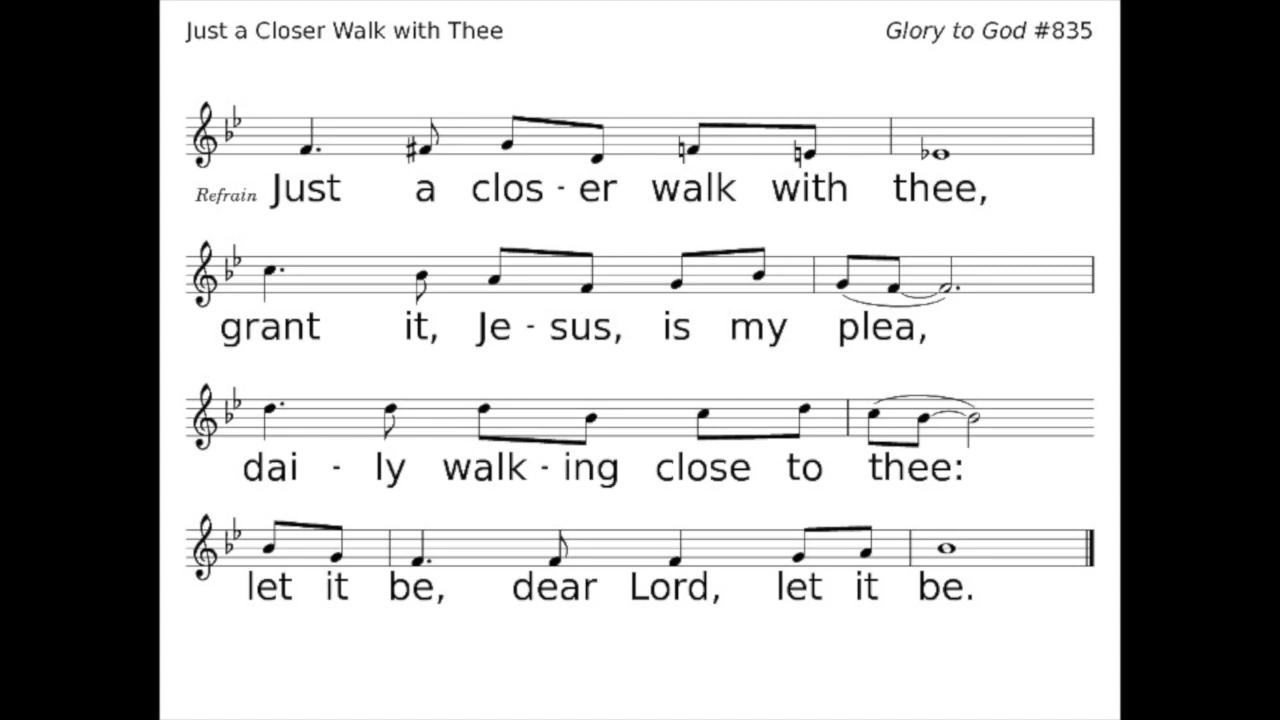 Just a Closer Walk with Thee Glory to God #835
Refrain Just a clos - er walk with thee,
grant it, Je - sus, is my plea,
dai - ly walk - ing close to thee:
let it be, dear Lord, let it be.